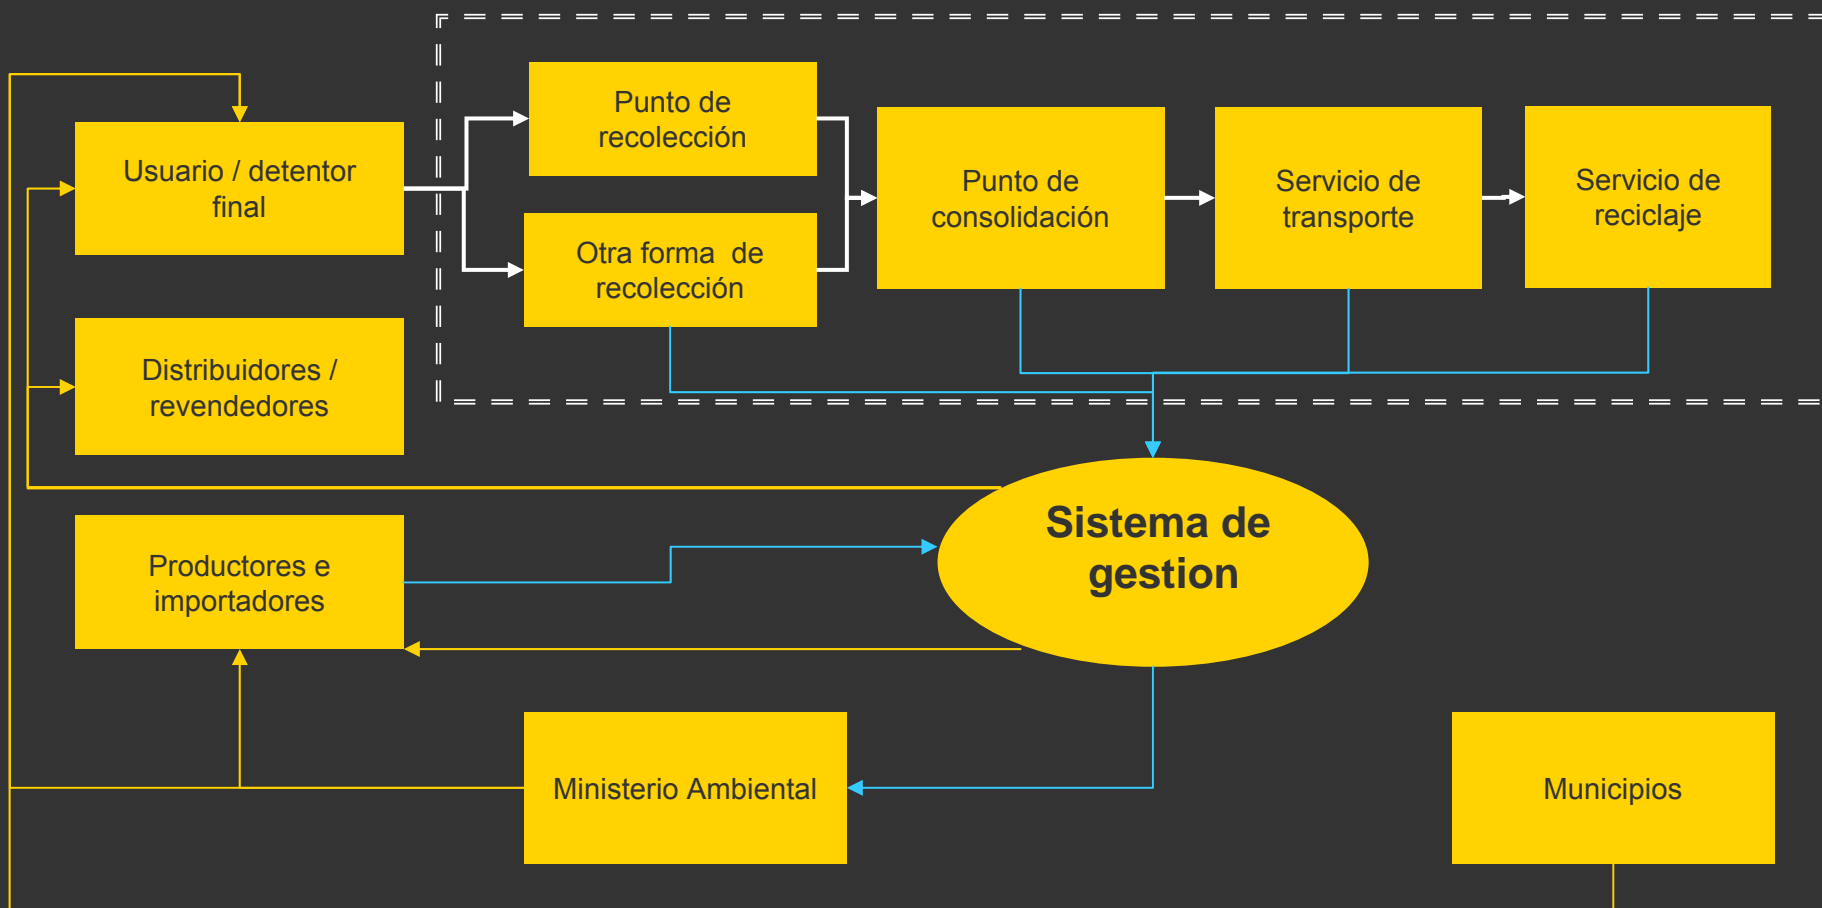 Punto de
recolección
Usuario / detentor
final
Otra forma  de
recolección
Punto de
consolidación
Servicio de
transporte
Servicio de
reciclaje
Distribuidores /
revendedores
Sistema de
gestion
Productores e
importadores
Ministerio Ambiental
Municipios